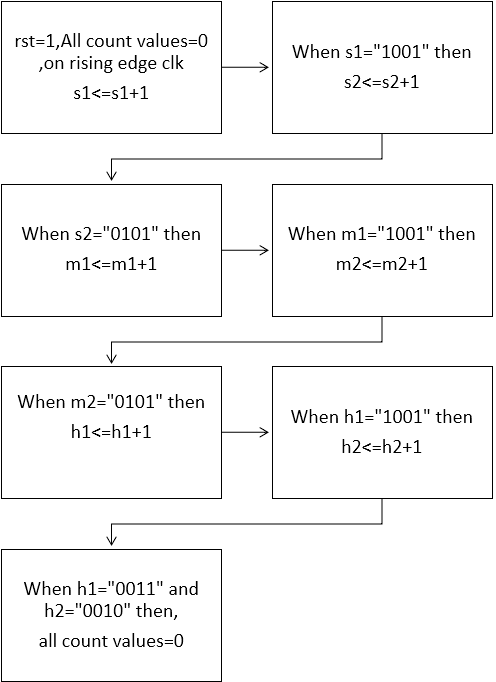 rst=1,All count values=0
,on rising edge clk
s1<=s1+1
When s1="1001" then
s2<=s2+1
When s2="0101" then
m1<=m1+1
When m1="1001" then
m2<=m2+1
When m2="0101" then
h1<=h1+1
When h1="1001" then
h2<=h2+1
When h1="0011" and
h2="0010" then,
all count values=0